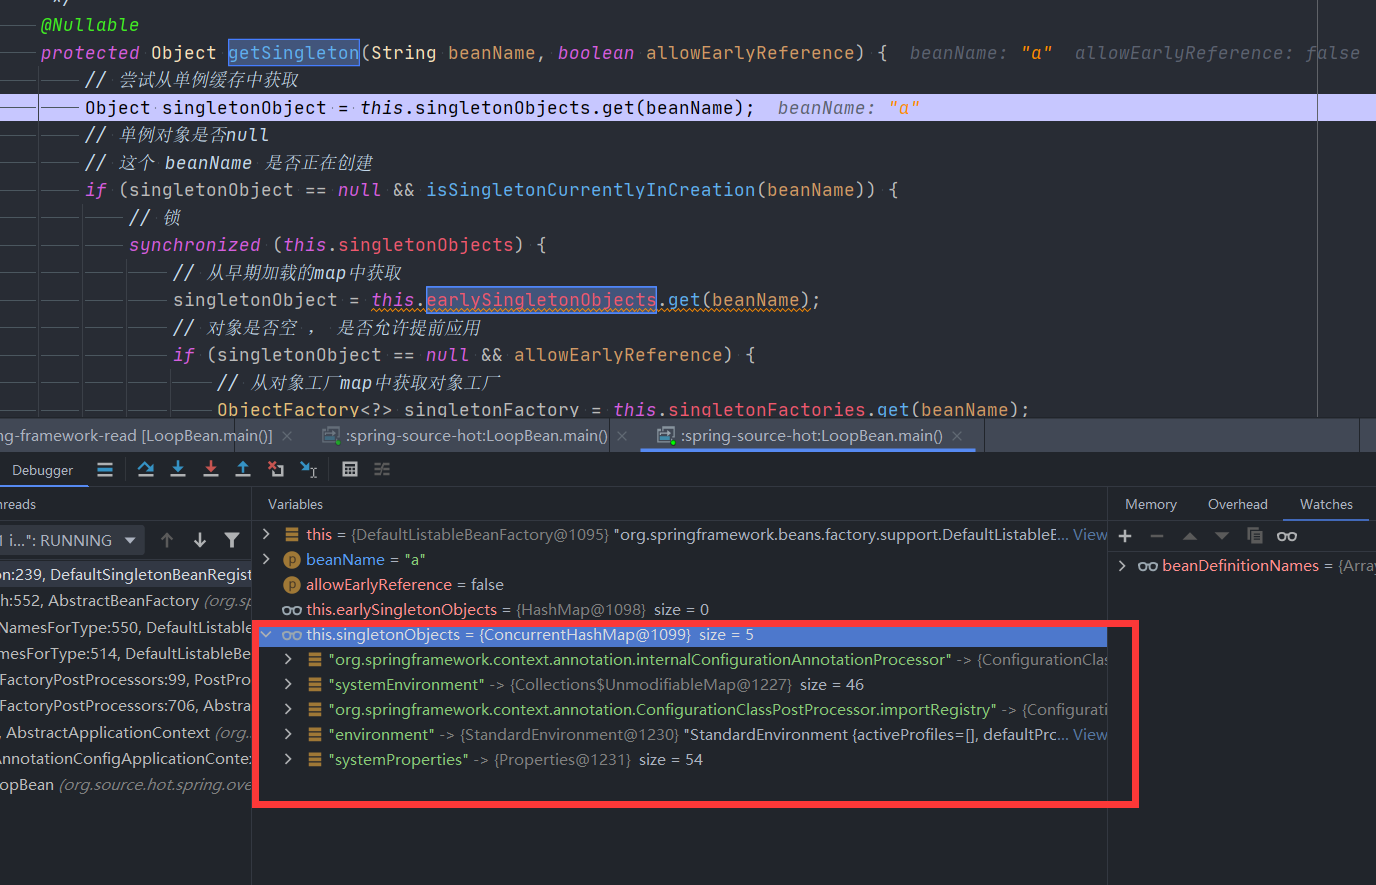 */
@Nullable
protected Object getSingleton(String beanName, boolean allowEarlyReference) { beanName: "a" allowEarlyReference: false
// 尝试从单例缓存中获取
Object singletonObject = this.singletonObjects.get(beanName); beanName: "a"
// 单例对象是否null
// 这个 beanName 是否正在创建
if (singletonObject == null && isSingletonCurrentlyInCreation(beanName)) {
// 锁
synchronized (this.singletonObjects) {
// 从早期加载的map中获取
singletonObject = this.earlySingletonObjects.get(beanName);
// 对象是否空 ， 是否允许提前应用
if (singletonObject == null && allowEarlyReference) {
// 从对象工厂map中获取对象工厂
ObjectFactory<?> singletonFactory = this.singletonFactories.get(beanName);
ng-framework-read [LoopBean.main()] :spring-source-hot:LoopBean.main() :spring-source-hot:LoopBean.main()
Debugger
reads
Variables
Memory Overhead Watches
1 i...": RUNNING
on:239, DefaultSingletonBeanRegist
h:552, AbstractBeanFactory (org.sp
NamesForType:550, DefaultListable
mesForType:514, DefaultListableBe
FactoryPostProcessors:99, PostPro
FactoryPostProcessors:706, Abstra
, AbstractApplicationContext (org.
AnnotationConfigApplicationContex
opBean (org.source.hot.spring.ove
this = {DefaultListableBeanFactory@1095} "org.springframework.beans.factory.support.DefaultListableE... View
beanName = "a"
allowEarlyReference = false
this.earlySingletonObjects = {HashMap@1098} size = 0
this.singletonObjects = {ConcurrentHashMap@1099} size = 5
"org.springframework.context.annotation.internalConfigurationAnnotationProcessor" -> {ConfigurationClas
"systemEnvironment" -> {Collections$UnmodifiableMap@1227} size = 46
"org.springframework.context.annotation.ConfigurationClassPostProcessor.importRegistry" -> {Configurati
"environment" -> {StandardEnvironment@1230} "StandardEnvironment {activeProfiles=[], defaultPrc... View
"systemProperties" -> {Properties@1231} size = 54
beanDefinitionNames = {Array